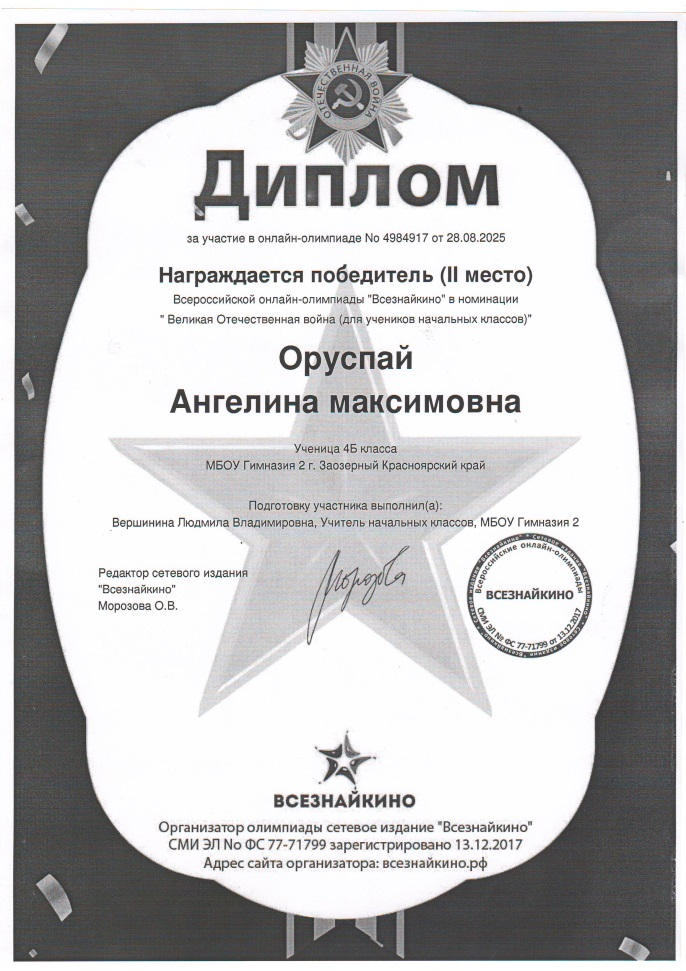 ОТЕЧЕСТВЕННАЯ ВОЙНА
Диплом
за участие в онлайн-олимпиаде No 4984917 от 28.08.2025
Награждается победитель (II место)
Всероссийской онлайн-олимпиады "Всезнайкино" в номинации
" Великая Отечественная война (для учеников начальных классов)"
Оруспай
Ангелина максимовна
Ученица 4Б класса
МБОУ Гимназия 2 г. Заозерный Красноярский край
Подготовку участника выполнил(а):
Вершинина Людмила Владимировна, Учитель начальных классов, МБОУ Гимназия 2
Редактор сетевого издания
"Всезнайкино"
Морозова О.В.
Морозова
Всероссийские онлайн-олимпиады
ВСЕЗНАЙКИНО
СМИ ЭЛ № ФС 77-71799 от 13.12.2017
ВСЕЗНАЙКИНО
Организатор олимпиады сетевое издание "Всезнайкино"
СМИ ЭЛ No ФС 77-71799 зарегистрировано 13.12.2017
Адрес сайта организатора: всезнайкино.рф